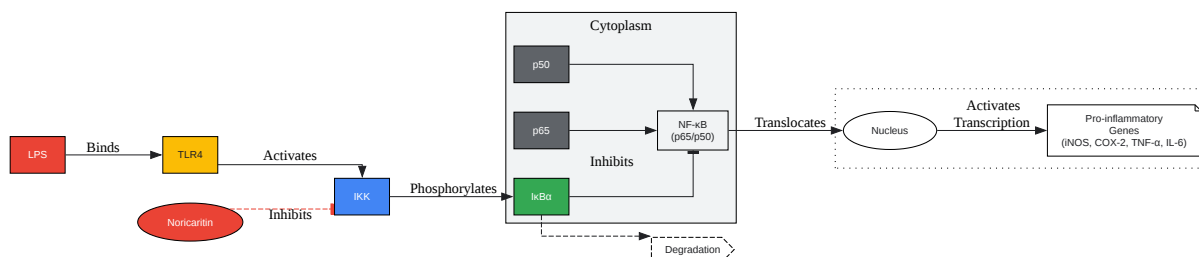 Cytoplasm
p50
p65
NF-κB
(p65/p50)
Inhibits
IκBα
LPS
Binds
TLR4
Activates
IKK
Phosphorylates
Noricaritin
Inhibits
Degradation
Translocates
Nucleus
Activates
Transcription
Pro-inflammatory
Genes
(iNOS, COX-2, TNF-α, IL-6)